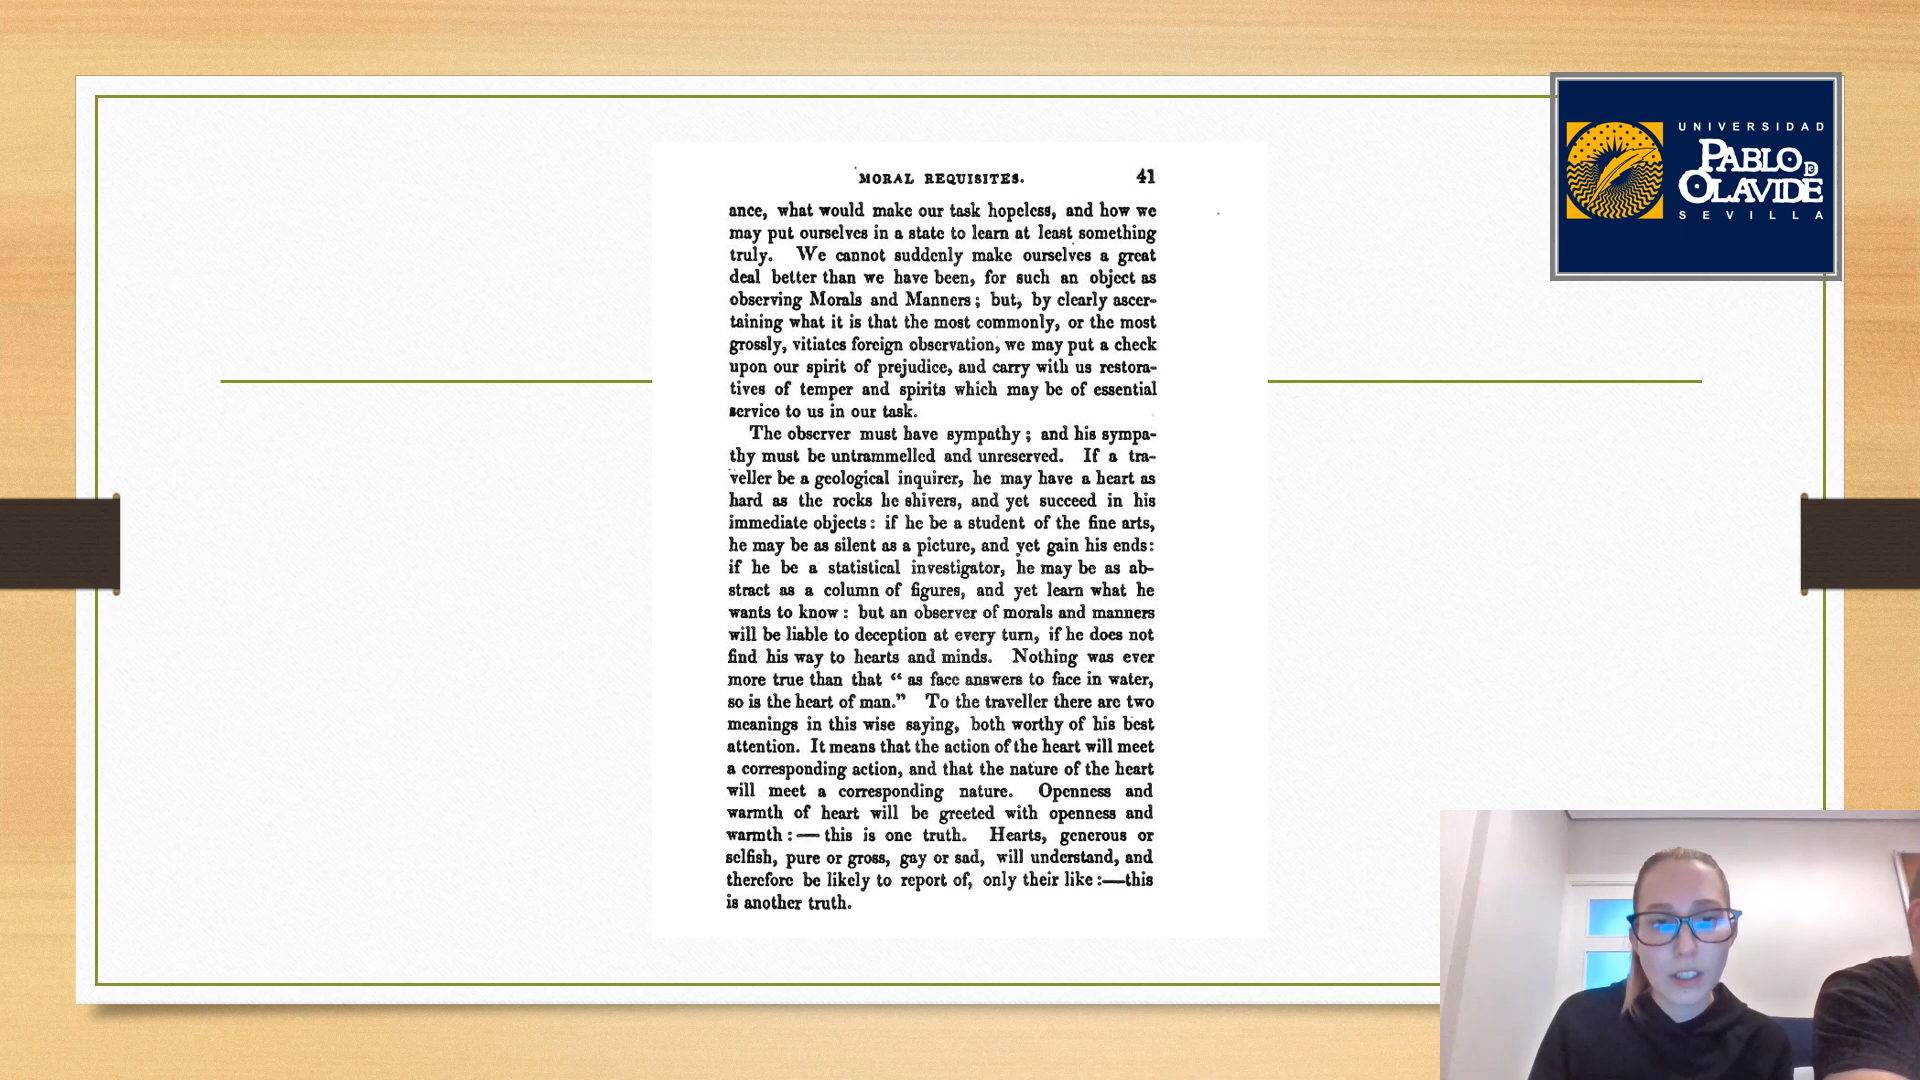 MORAL REQUISITES. 41
ance, what would make our task hopeless, and how we
may put ourselves in a state to learn at least something
truly. We cannot suddenly make ourselves a great
deal better than we have been, for such an object as
observing Morals and Manners; but, by clearly ascer-
taining what it is that the most commonly, or the most
grossly, vitiates foreign observation, we may put a check
upon our spirit of prejudice, and carry with us restora-
tives of temper and spirits which may be of essential
service to us in our task.
The observer must have sympathy; and his sympa-
thy must be untrammelled and unreserved. If a tra-
veller be a geological inquirer, he may have a heart as
hard as the rocks he shivers, and yet succeed in his
immediate objects: if he be a student of the fine arts,
he may be as silent as a picture, and yet gain his ends:
if he be a statistical investigator, he may be as ab-
stract as a column of figures, and yet learn what he
wants to know: but an observer of morals and manners
will be liable to deception at every turn, if he does not
find his way to hearts and minds. Nothing was ever
more true than that “ as face answers to face in water,
so is the heart of man.” To the traveller there are two
meanings in this wise saying, both worthy of his best
attention. It means that the action of the heart will meet
a corresponding action, and that the nature of the heart
will meet a corresponding nature. Openness and
warmth of heart will be greeted with openness and
warmth:— this is one truth. Hearts, generous or
selfish, pure or gross, gay or sad, will understand, and
therefore be likely to report of, only their like:—this
is another truth.
UNIVERSIDAD
PABLO DE
OLAVIDE
SEVILLA